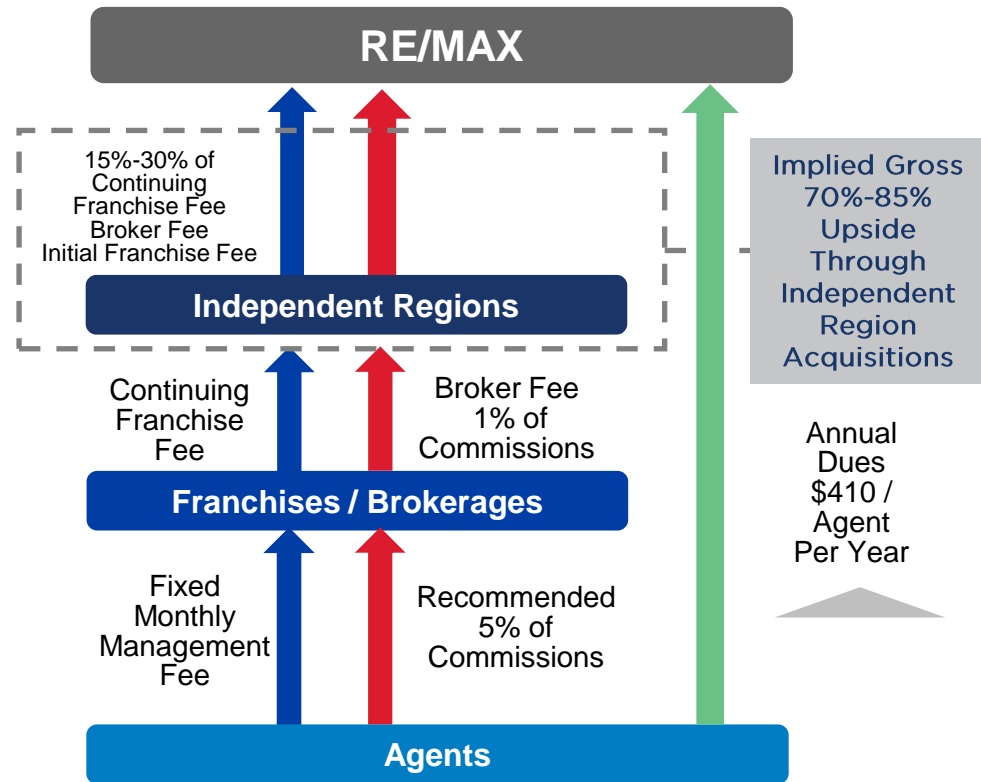 RE/MAX
15%-30% of
Continuing
Franchise Fee
Broker Fee
Initial Franchise Fee
Implied Gross
70%-85%
Upside
Through
Independent
Region
Acquisitions
Independent Regions
Continuing
Franchise
Fee
Broker Fee
1% of
Commissions
Annual
Dues
$410 /
Agent
Per Year
Franchises / Brokerages
Fixed
Monthly
Management
Fee
Recommended
5% of
Commissions
Agents